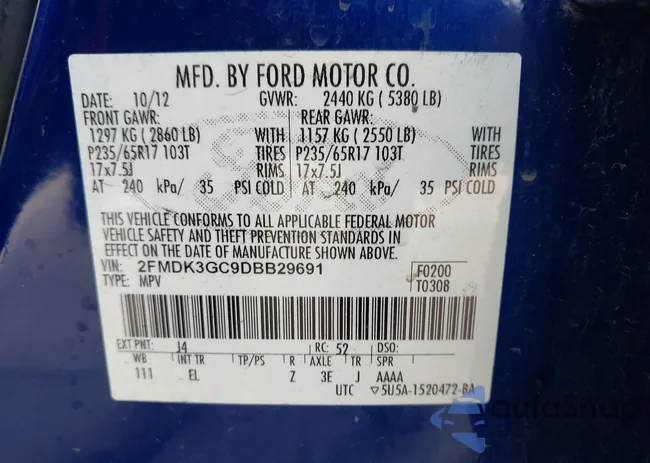 MFD. BY FORD MOTOR CO.
DATE: 10/12 GVWR: 2440 KG ( 5380 LB)
FRONT GAWR: REAR GAWR:
1297 KG ( 2860 LB) WITH 1157 KG ( 2550 LB) WITH
P235/65R17 103T TIRES P235/65R17 103T TIRES
17x7.5J RIMS 17x7.5J RIMS
AT 240 kPa/ 35 PSI COLD AT 240 kPa/ 35 PSI COLD
THIS VEHICLE CONFORMS TO ALL APPLICABLE FEDERAL MOTOR
VEHICLE SAFETY AND THEFT PREVENTION STANDARDS IN
EFFECT ON THE DATE OF MANUFACTURE SHOWN ABOVE.
VIN: 2FMDK3GC9DBB29691 F0200
TYPE: MPV T0308
EXT PNT: J4 RC: 52 DSO:
WB INT TR TP/PS R AXLE TR SPR
111 EL Z 3E J AAAA
UTC ▽5U5A-1520472-BA
AutoSnap